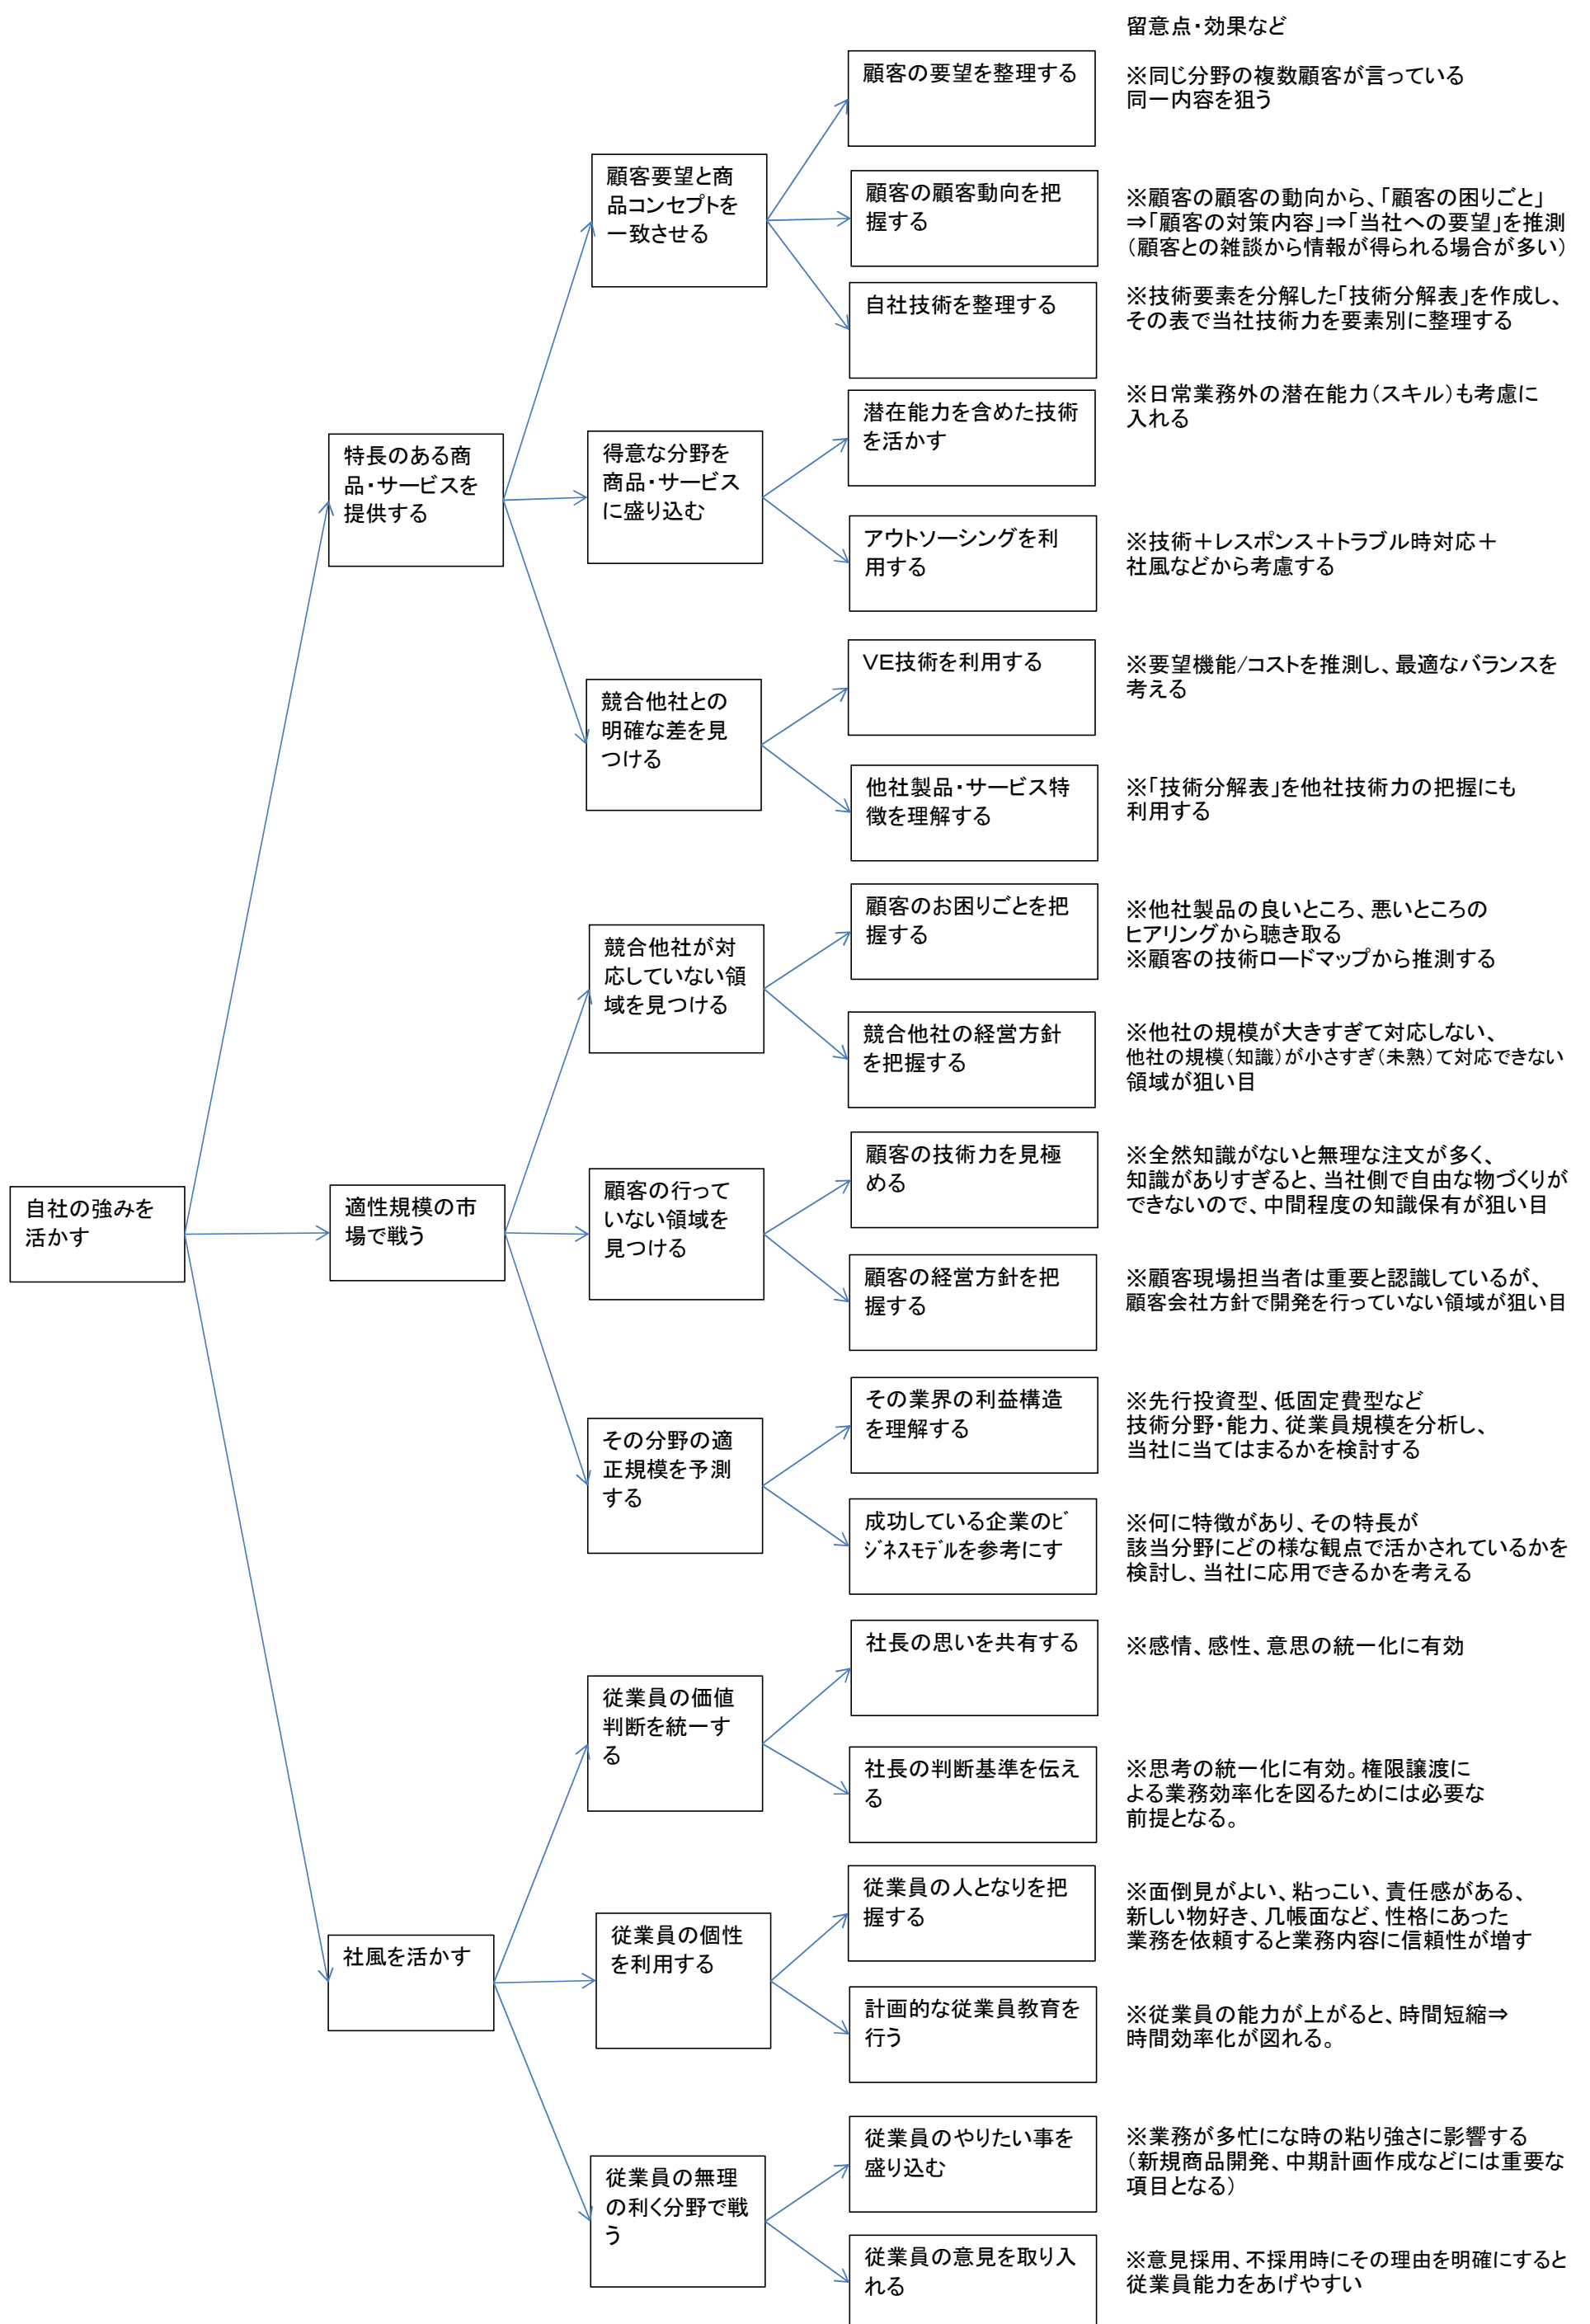 留意点・効果など
顧客の要望を整理する
※同じ分野の複数顧客が言っている
同一内容を狙う
顧客要望と商
品コンセプトを
一致させる
顧客の顧客動向を把
握する
※顧客の顧客の動向から、「顧客の困りごと」
⇒「顧客の対策内容」⇒「当社への要望」を推測
（顧客との雑談から情報が得られる場合が多い）
自社技術を整理する
※技術要素を分解した「技術分解表」を作成し、
その表で当社技術力を要素別に整理する
特長のある商
品・サービスを
提供する
得意な分野を
商品・サービス
に盛り込む
潜在能力を含めた技術
を活かす
※日常業務外の潜在能力（スキル）も考慮に
入れる
アウトソーシングを利
用する
※技術＋レスポンス＋トラブル時対応＋
社風などから考慮する
競合他社との
明確な差を見
つける
VE技術を利用する
※要望機能/コストを推測し、最適なバランスを
考える
他社製品・サービス特
徴を理解する
※「技術分解表」を他社技術力の把握にも
利用する
競合他社が対
応していない領
域を見つける
顧客のお困りごとを把
握する
※他社製品の良いところ、悪いところの
ヒアリングから聴き取る
※顧客の技術ロードマップから推測する
競合他社の経営方針
を把握する
※他社の規模が大きすぎて対応しない、
他社の規模（知識）が小さすぎ（未熟）て対応できない
領域が狙い目
自社の強みを
活かす
適性規模の市
場で戦う
顧客の行って
いない領域を
見つける
顧客の技術力を見極
める
※全然知識がないと無理な注文が多く、
知識がありすぎると、当社側で自由な物づくりが
できないので、中間程度の知識保有が狙い目
顧客の経営方針を把
握する
※顧客現場担当者は重要と認識しているが、
顧客会社方針で開発を行っていない領域が狙い目
その分野の適
正規模を予測
する
その業界の利益構造
を理解する
※先行投資型、低固定費型など
技術分野・能力、従業員規模を分析し、
当社に当てはまるかを検討する
成功している企業のﾋﾞ
ｼﾞﾈｽﾓﾃﾞﾙを参考にす
※何に特徴があり、その特長が
該当分野にどの様な観点で活かされているかを
検討し、当社に応用できるかを考える
従業員の価値
判断を統一す
る
社長の思いを共有する
※感情、感性、意思の統一化に有効
社長の判断基準を伝え
る
※思考の統一化に有効。権限譲渡に
よる業務効率化を図るためには必要な
前提となる。
社風を活かす
従業員の個性
を利用する
従業員の人となりを把
握する
※面倒見がよい、粘っこい、責任感がある、
新しい物好き、几帳面など、性格にあった
業務を依頼すると業務内容に信頼性が増す
計画的な従業員教育を
行う
※従業員の能力が上がると、時間短縮⇒
時間効率化が図れる。
従業員の無理
の利く分野で戦
う
従業員のやりたい事を
盛り込む
※業務が多忙にな時の粘り強さに影響する
（新規商品開発、中期計画作成などには重要な
項目となる）
従業員の意見を取り入
れる
※意見採用、不採用時にその理由を明確にすると
従業員能力をあげやすい